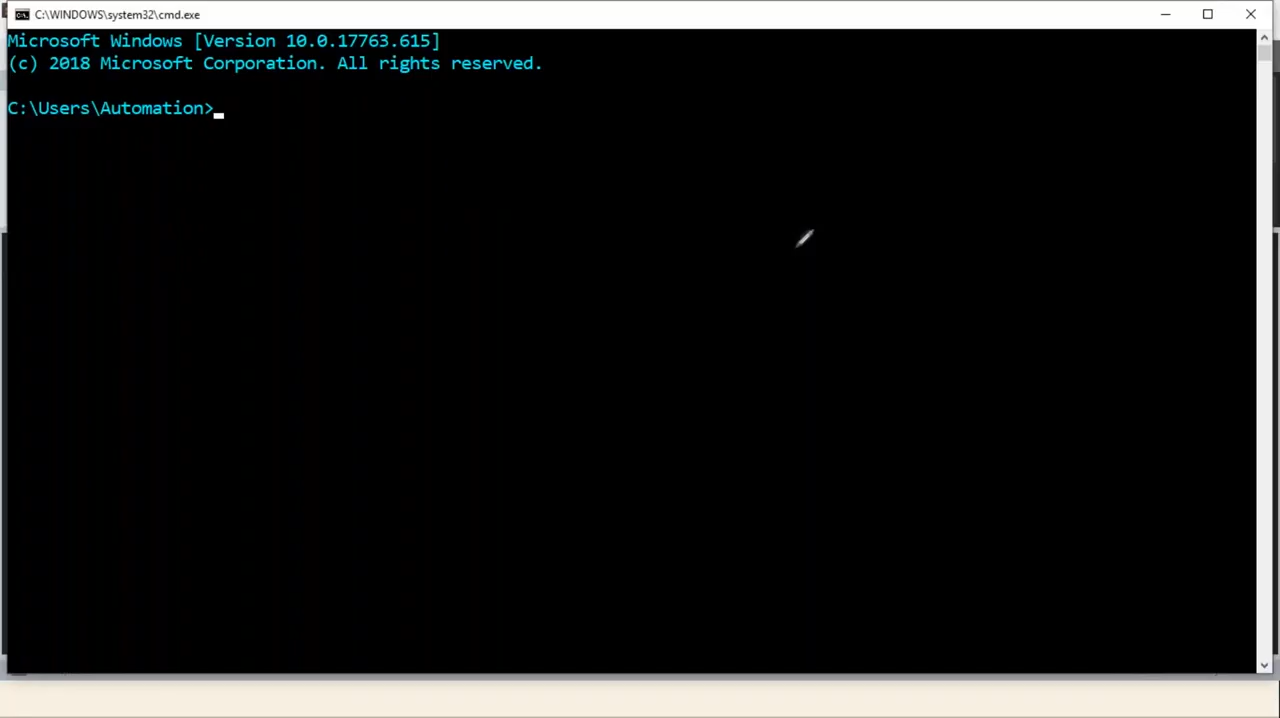 C:\WINDOWS\system32\cmd.exe
Microsoft Windows [Version 10.0.17763.615]
(c) 2018 Microsoft Corporation. All rights reserved.
C:\Users\Automation>